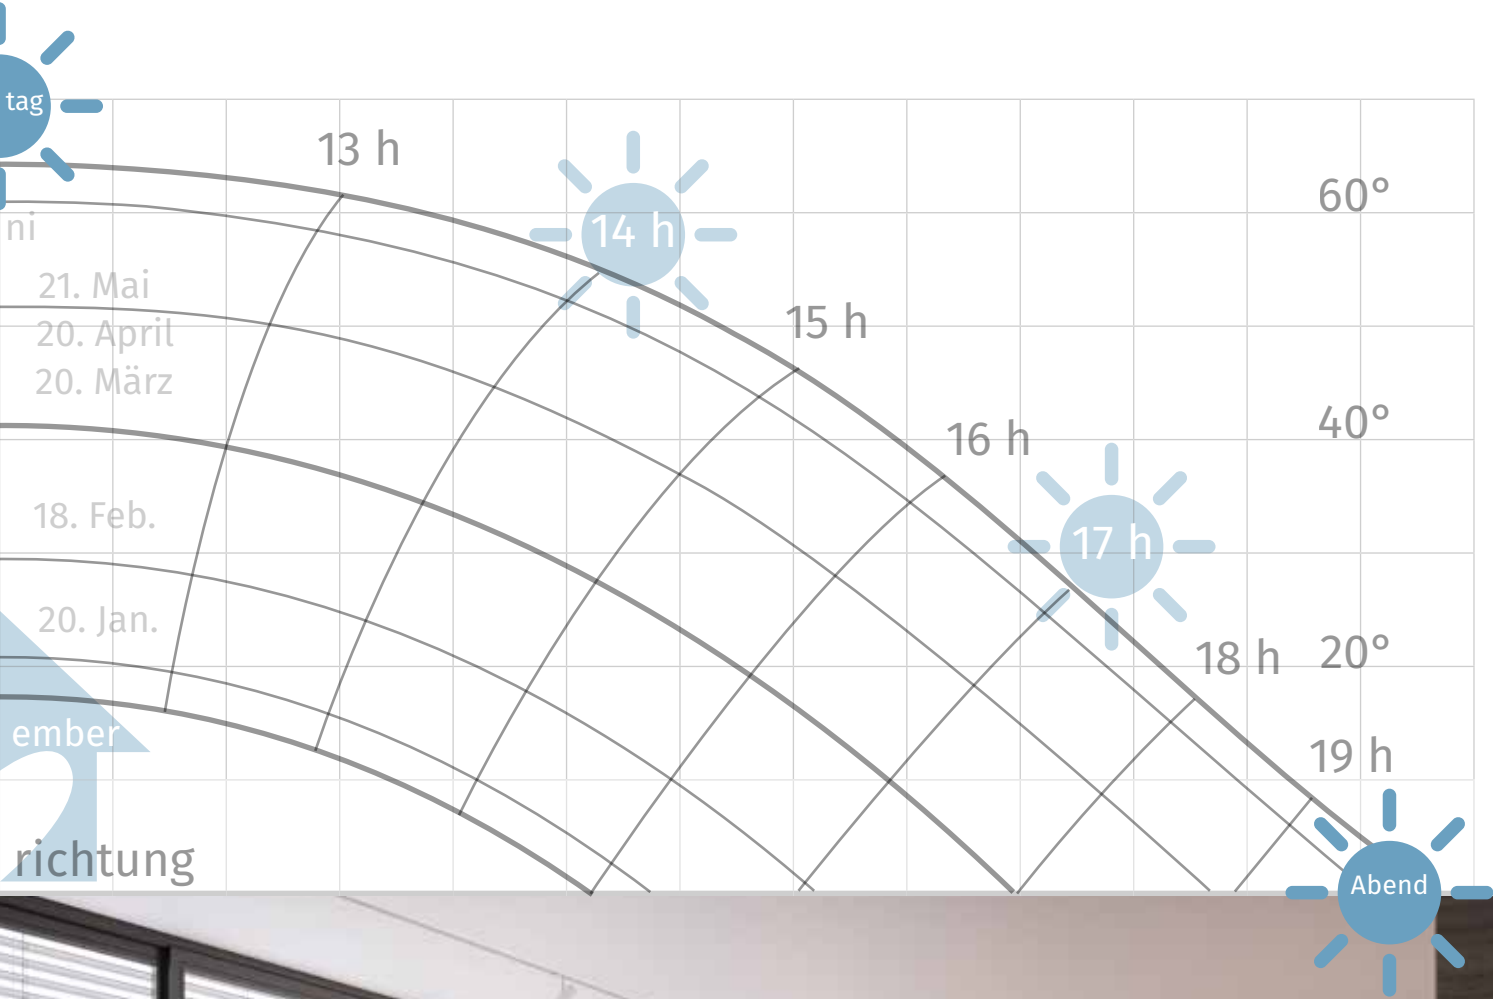 tag
13 h
14 h
60°
ni
21. Mai
15 h
20. April
20. März
40°
16 h
18. Feb.
17 h
20. Jan.
18 h
20°
ember
19 h
richtung
Abend